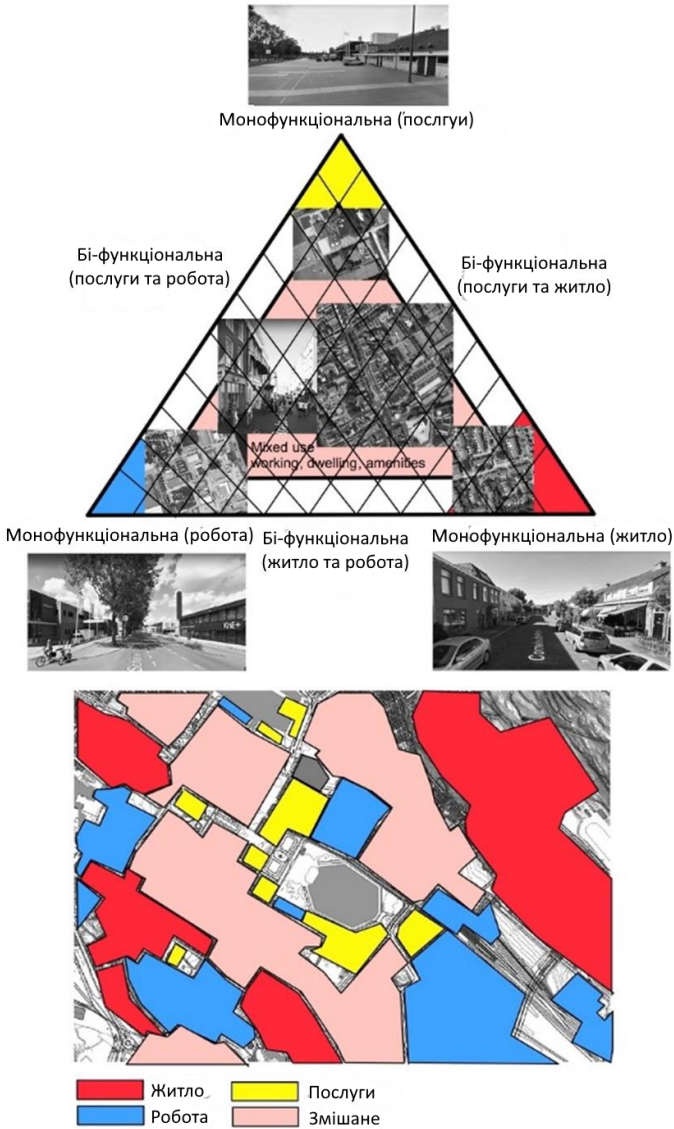 Монофункціональна (послгуи)
Бі-функціональна
(послуги та робота)
Бі-функціональна
(послуги та житло)
Mixed use
working, dwelling, amenities
Монофункціональна (робота)
Бі-функціональна
(житло та робота)
Монофункціональна (житло)
Житло
Послуги
Робота
Змішане